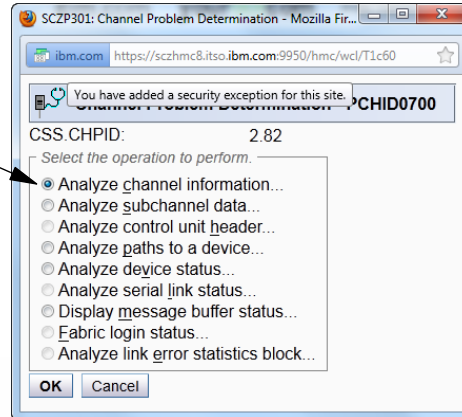 SCZP301: Channel Problem Determination - Mozilla Fir...
ibm.com https://sczhmc8.itso.ibm.com:9950/hmc/wcl/T1c60
You have added a security exception for this site.
Channel Problem Determination - PCHID0700
CSS.CHPID: 2.82
Select the operation to perform.
Analyze channel information...
Analyze subchannel data...
Analyze control unit header...
Analyze paths to a device...
Analyze device status...
Analyze serial link status...
Display message buffer status...
Fabric login status...
Analyze link error statistics block...
OK Cancel